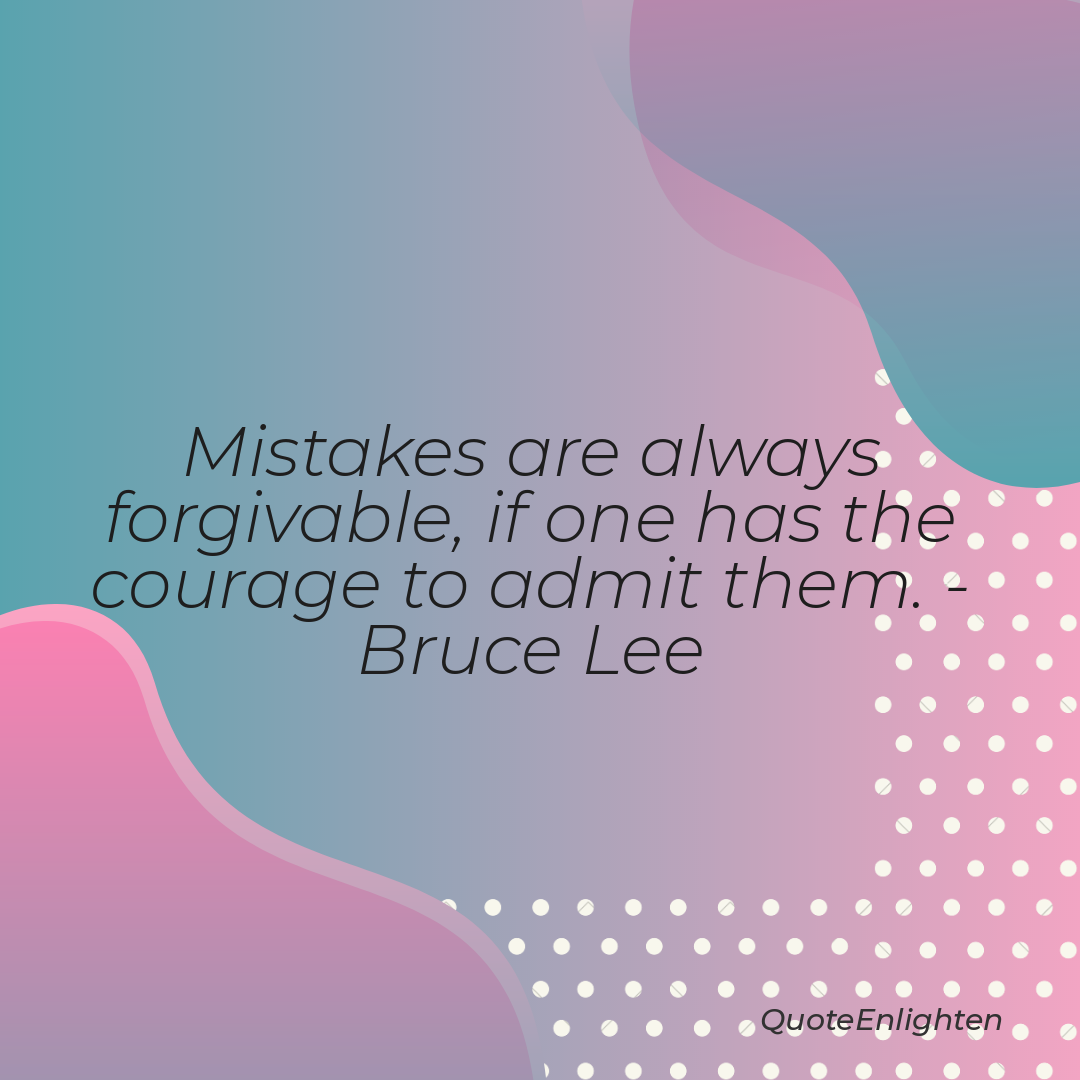 Mistakes are always
forgivable, if one has the
courage to admit them. -
Bruce Lee
QuoteEnlighten